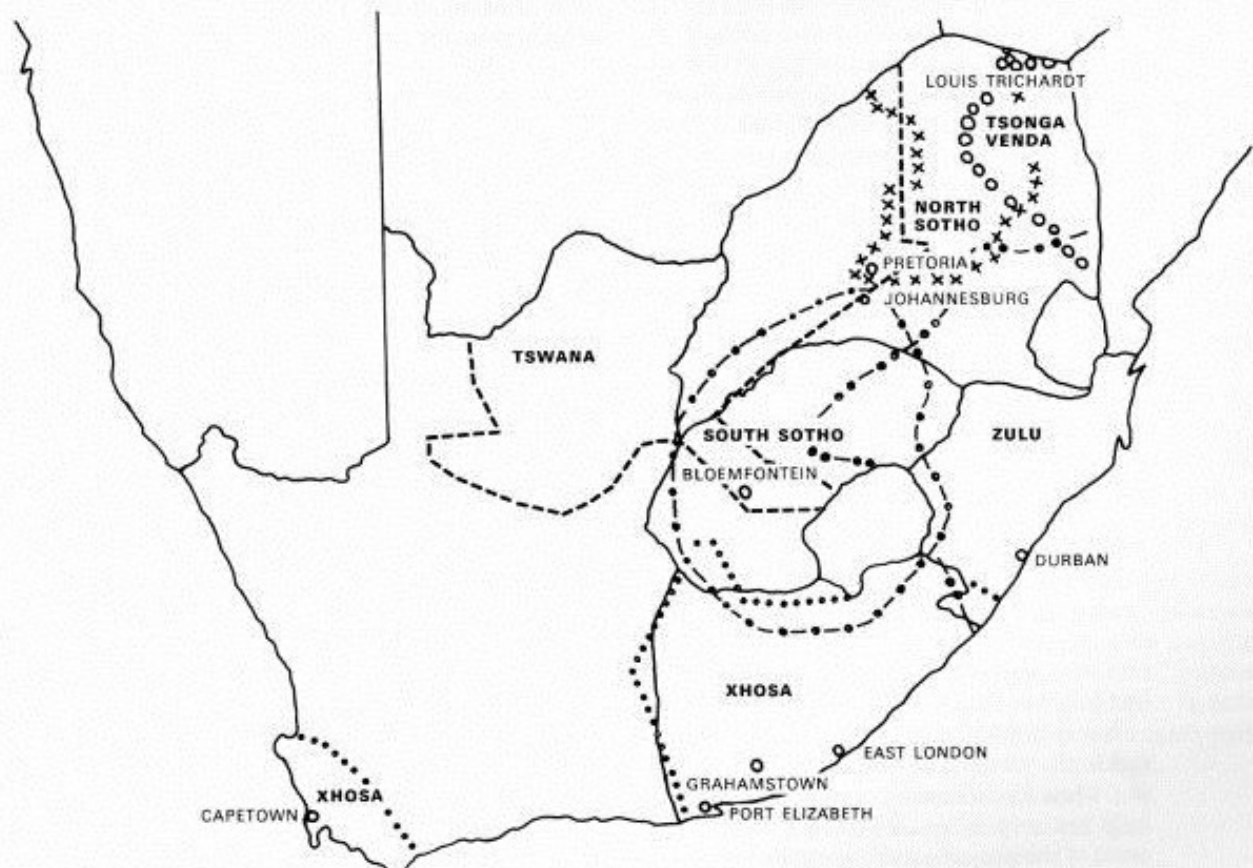 LOUIS TRICHARDT
TSONGA
VENDA
NORTH
SOTHO
PRETORIA
JOHANNESBURG
TSWANA
SOUTH SOTHO
ZULU
BLOEMFONTEIN
DURBAN
XHOSA
EAST LONDON
GRAHAMSTOWN
XHOSA
CAPETOWN
PORT ELIZABETH